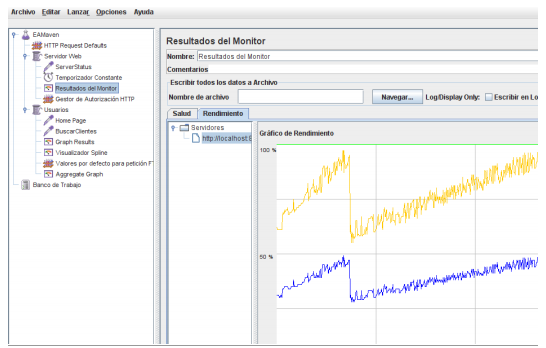 Archivo Editar Lanzar Opciones Ayuda
EAMaven
HTTP Request Defaults
Servidor Web
ServerStatus
Temporizador Constante
Resultados del Monitor
Gestor de Autorización HTTP
Usuarios
Home Page
BuscarClientes
Graph Results
Visualizador Spline
Valores por defecto para petición FT
Aggregate Graph
Banco de Trabajo
Resultados del Monitor
Nombre: Resultados del Monitor
Comentarios
Escribir todos los datos a Archivo
Nombre de archivo Navegar... Log/Display Only: Escribir en Lo
Salud Rendimiento
Servidores
http://localhost:8
Gráfico de Rendimiento
100 %
50 %